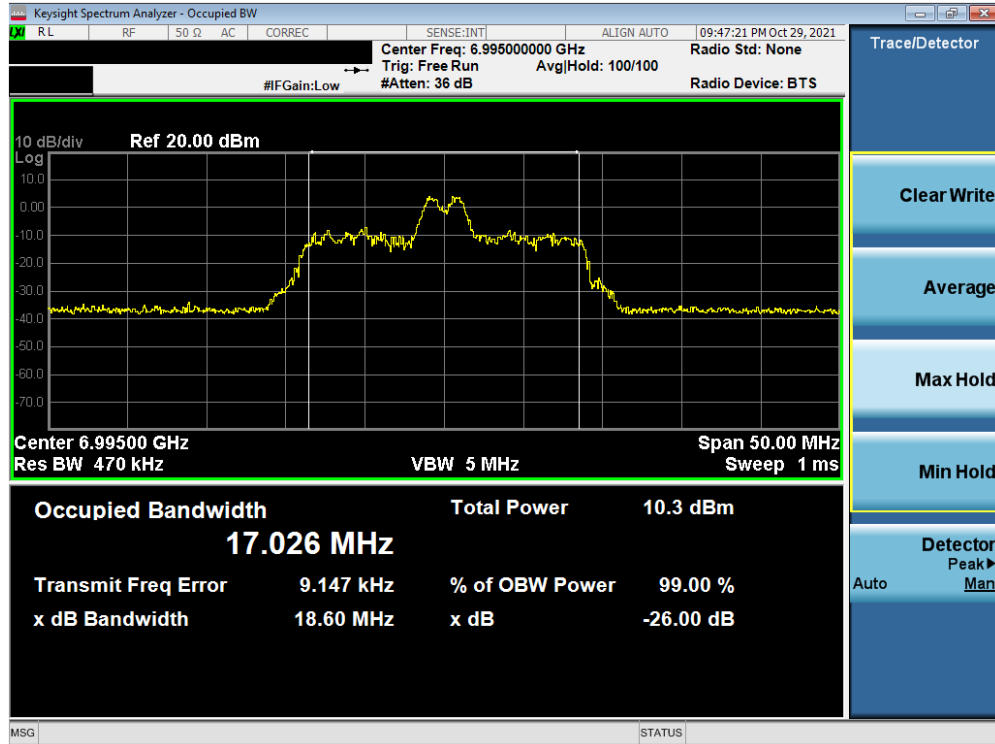 Keysight Spectrum Analyzer - Occupied BW
LXI RL RF 50 Ω AC CORREC SENSE:INT ALIGN AUTO 09:47:21 PM Oct 29, 2021
Center Freq: 6.995000000 GHz Radio Std: None
Trig: Free Run Avg|Hold: 100/100
#IFGain:Low #Atten: 36 dB Radio Device: BTS
Trace/Detector
10 dB/div Ref 20.00 dBm
Log
10.0
0.00
-10.0
-20.0
-30.0
-40.0
-50.0
-60.0
-70.0
Center 6.99500 GHz Span 50.00 MHz
Res BW 470 kHz VBW 5 MHz Sweep 1 ms
Occupied Bandwidth Total Power 10.3 dBm
17.026 MHz
Transmit Freq Error 9.147 kHz % of OBW Power 99.00 %
x dB Bandwidth 18.60 MHz x dB -26.00 dB
Clear Write
Average
Max Hold
Min Hold
Detector
Peak▶
Auto Man
MSG STATUS